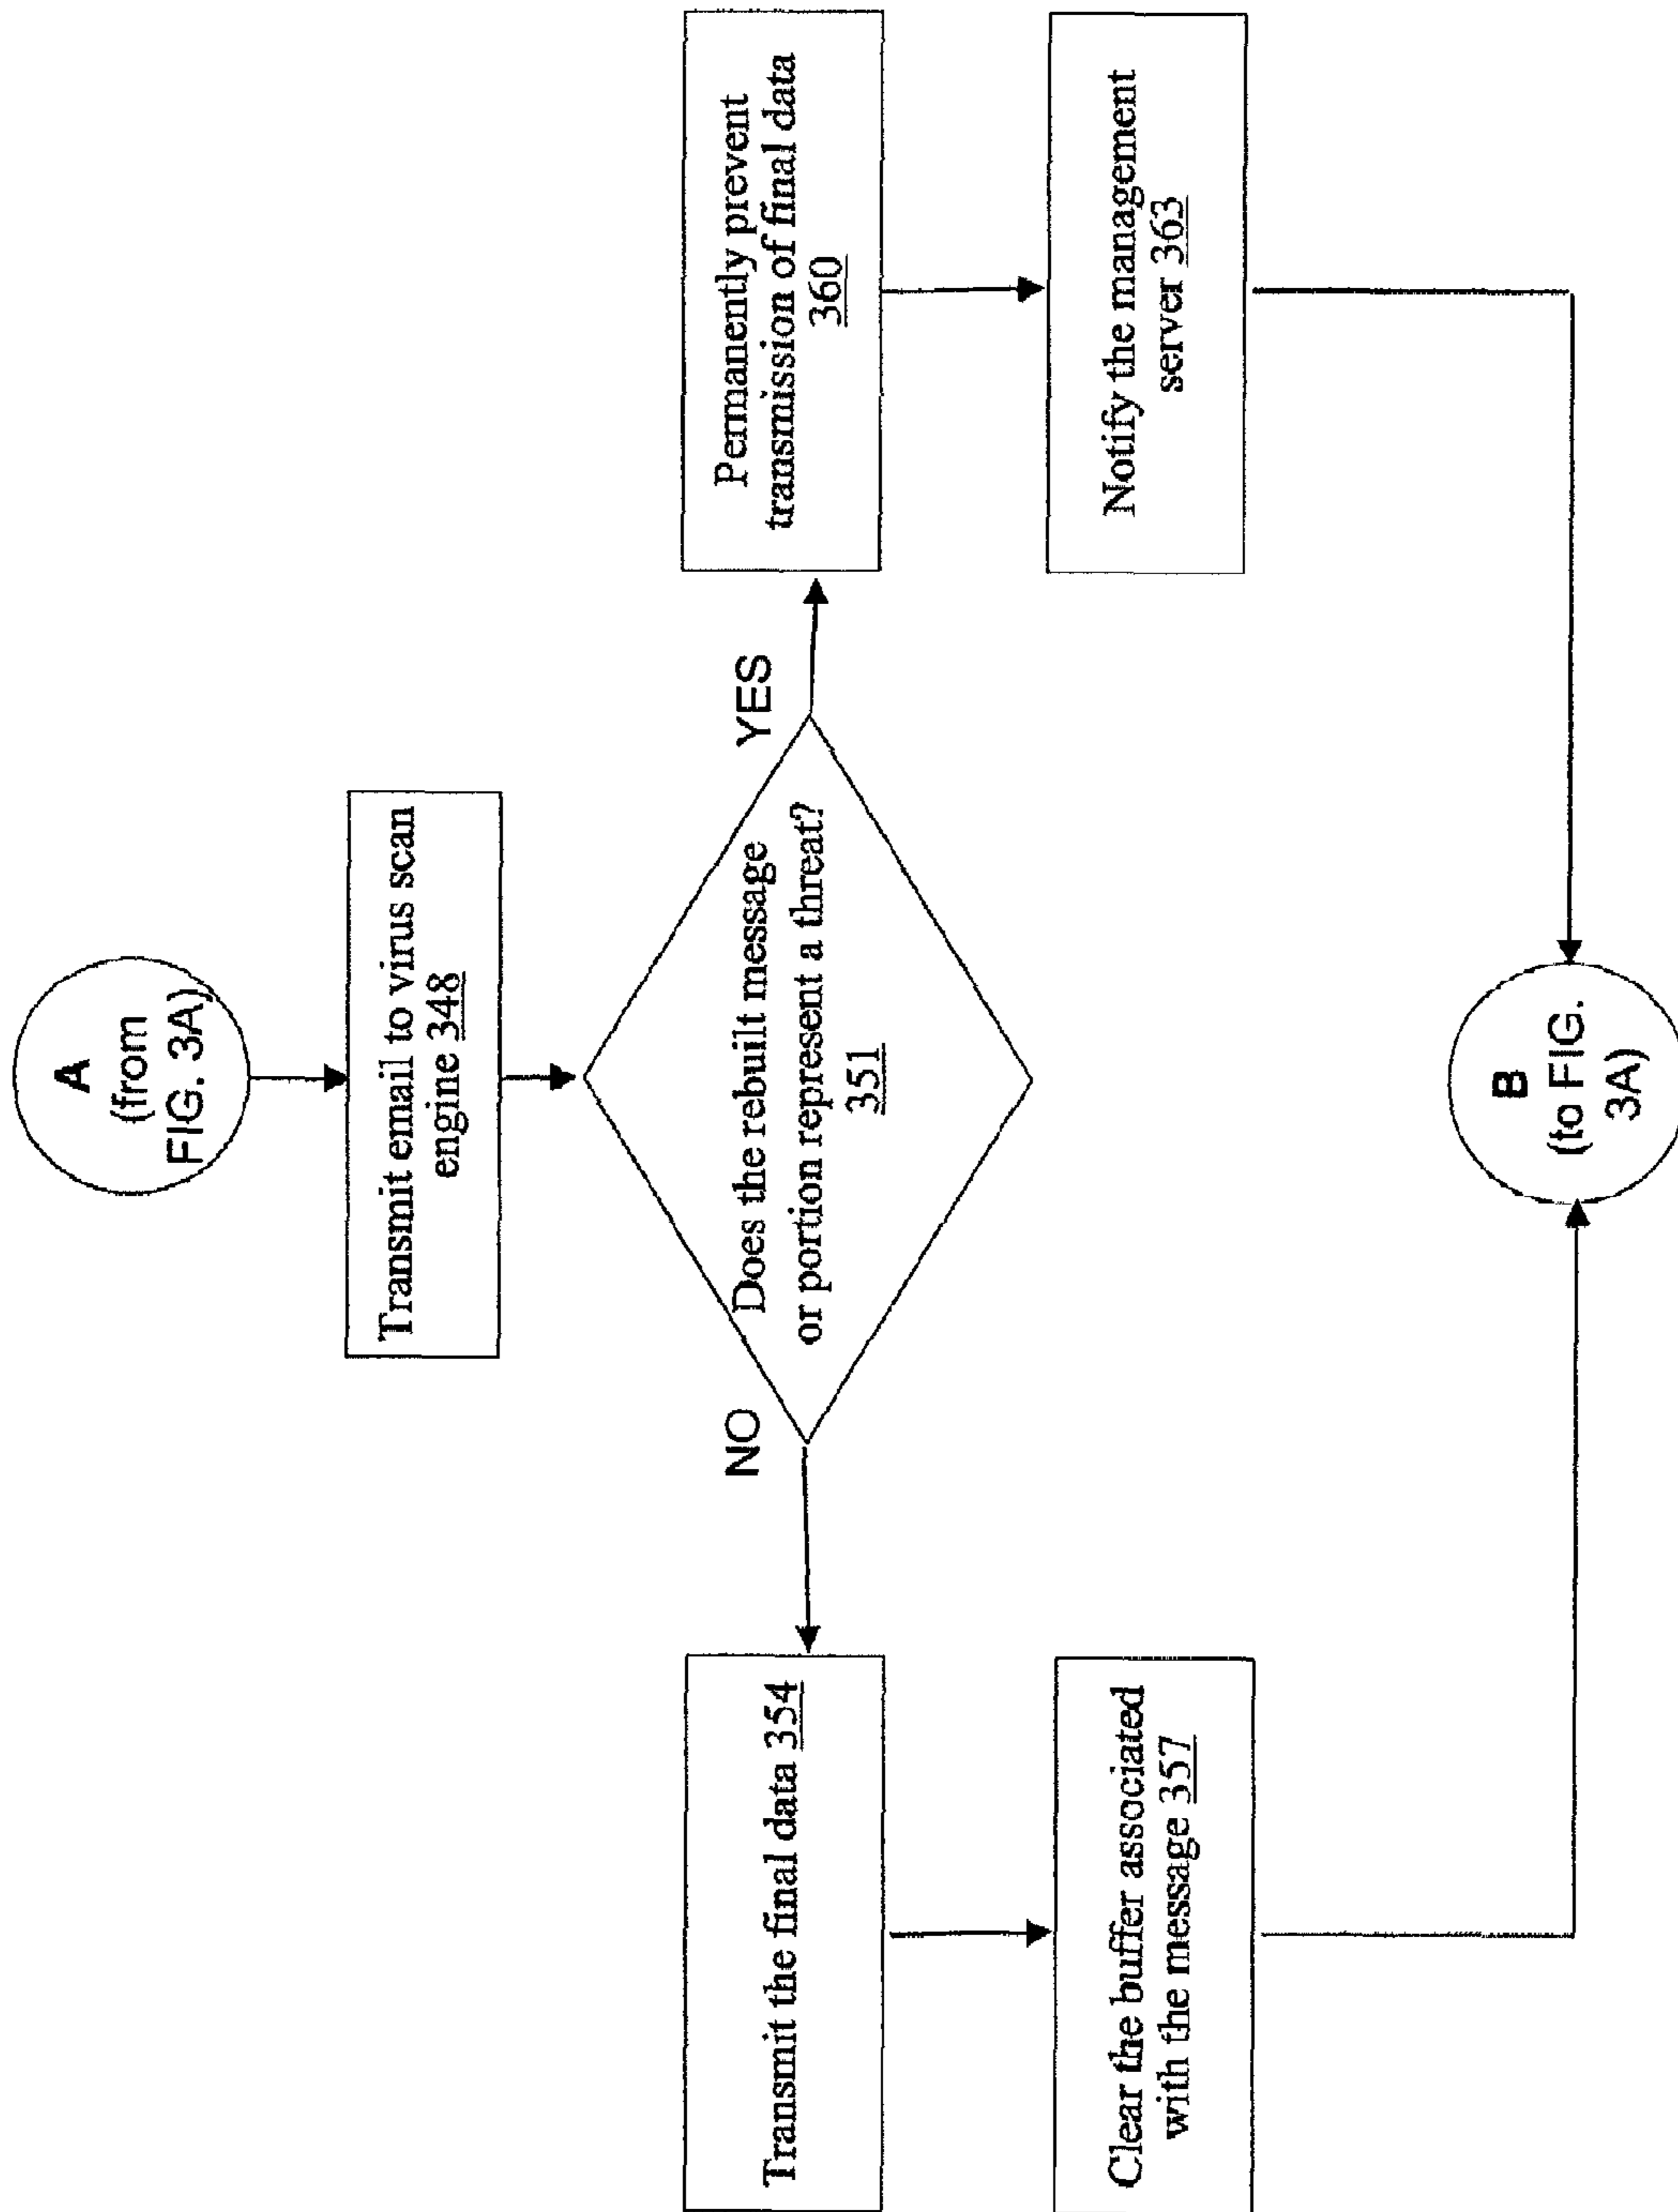 A
(from
FIG. 3A)
Transmit email to virus scan
engine 348
Does the rebuilt message
or portion represent a threat?
351
NO
YES
Transmit the final data 354
Permanently prevent
transmission of final data
360
Clear the buffer associated
with the message 357
Notify the management
server 363
B
(to FIG.
3A)